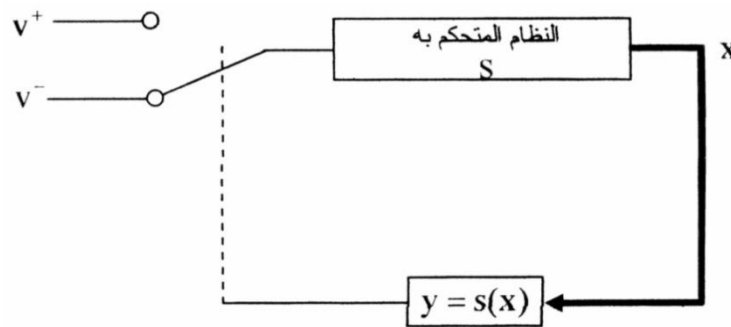 v⁺
النظام المتحكم به
S
x
v⁻
y = s(x)